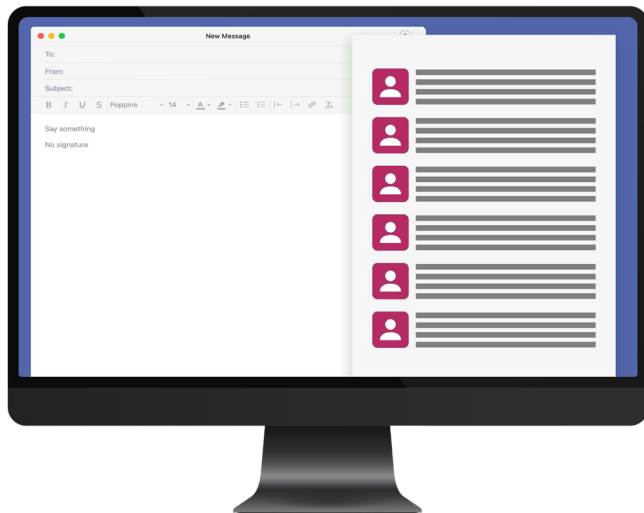 New Message
To:
From:
Subject:
B I U S Poppins 14 A
Say something
No signature